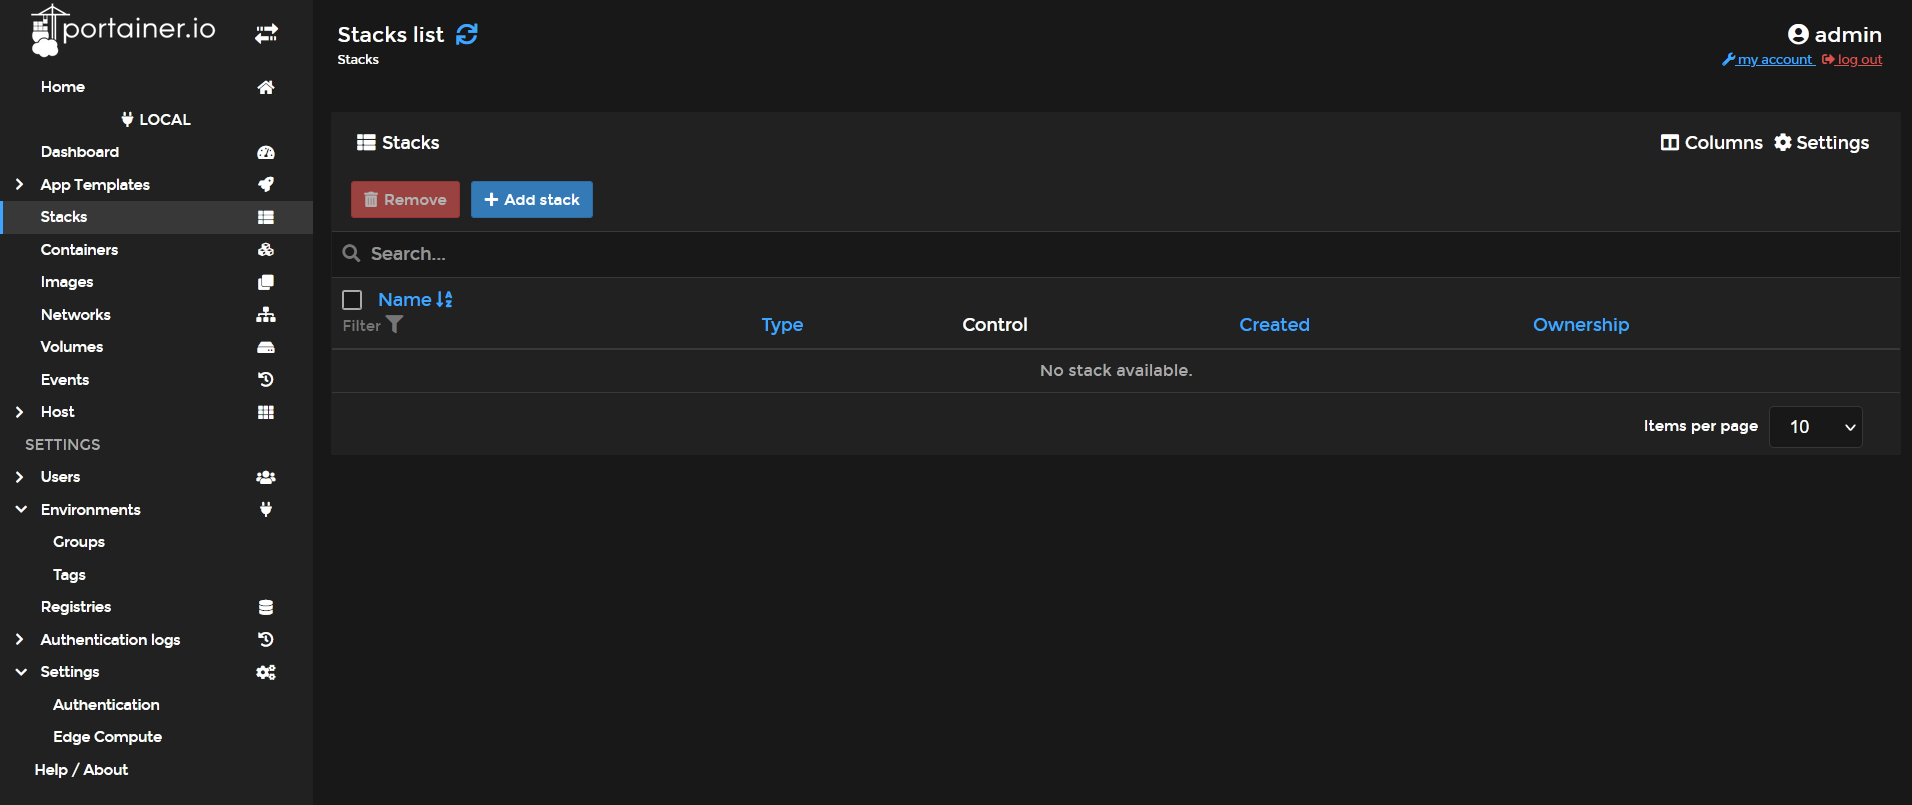 portainer.io
Home
LOCAL
Dashboard
App Templates
Stacks
Containers
Images
Networks
Volumes
Events
Host
SETTINGS
Users
Environments
Groups
Tags
Registries
Authentication logs
Settings
Authentication
Edge Compute
Help / About
Stacks list
Stacks
admin
my account log out
Stacks
Columns Settings
Remove Add stack
Search...
Name
Filter
Type Control Created Ownership
No stack available.
Items per page 10